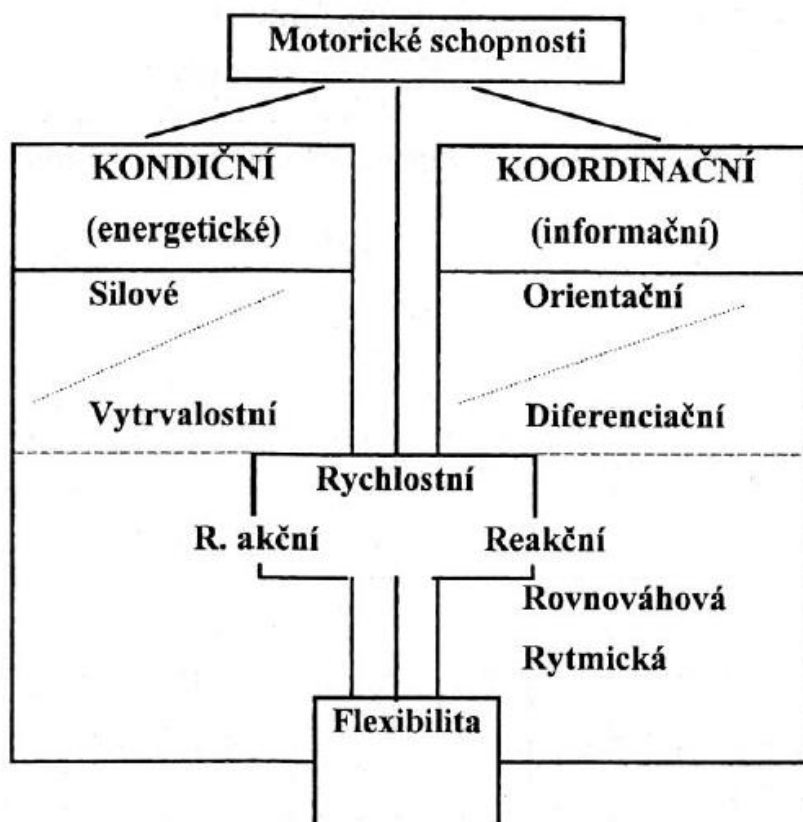 Motorické schopnosti
KONDIČNÍ
(energetické)
KOORDINAČNÍ
(informační)
Silové
Vytrvalostní
Orientační
Diferenciační
Rychlostní
R. akční
Reakční
Rovnováhová
Rytmická
Flexibilita